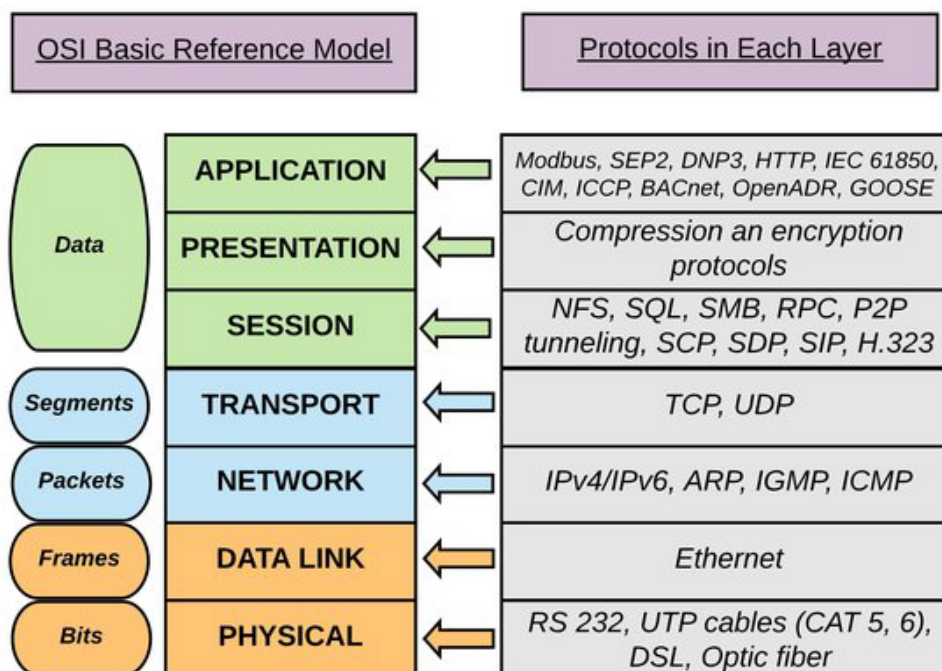 OSI Basic Reference Model
Protocols in Each Layer
Data
APPLICATION
Modbus, SEP2, DNP3, HTTP, IEC 61850,
CIM, ICCP, BACnet, OpenADR, GOOSE
PRESENTATION
Compression an encryption
protocols
SESSION
NFS, SQL, SMB, RPC, P2P
tunneling, SCP, SDP, SIP, H.323
Segments
TRANSPORT
TCP, UDP
Packets
NETWORK
IPv4/IPv6, ARP, IGMP, ICMP
Frames
DATA LINK
Ethernet
Bits
PHYSICAL
RS 232, UTP cables (CAT 5, 6),
DSL, Optic fiber